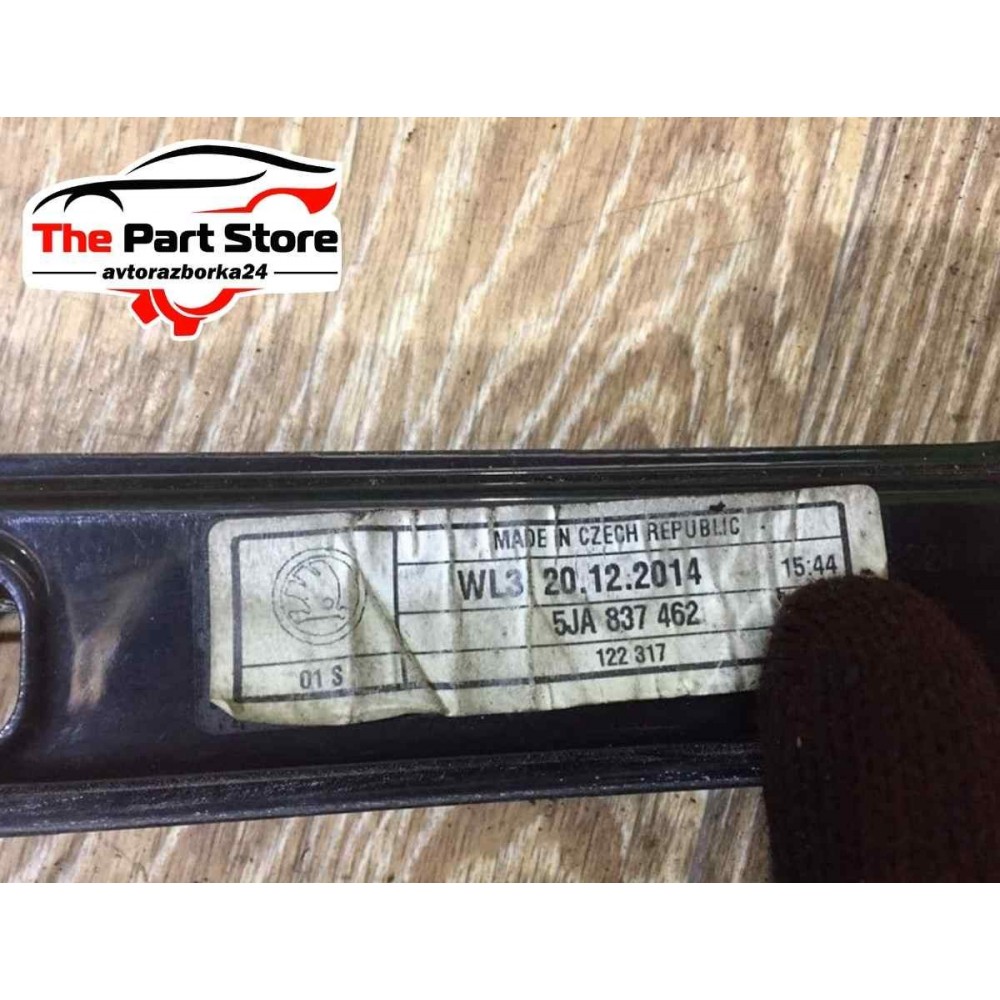 The Part Store
avtorazborka24
MADE IN CZECH REPUBLIC
WL3 20.12.2014 15:44
5JA 837 462
01 S 122 317